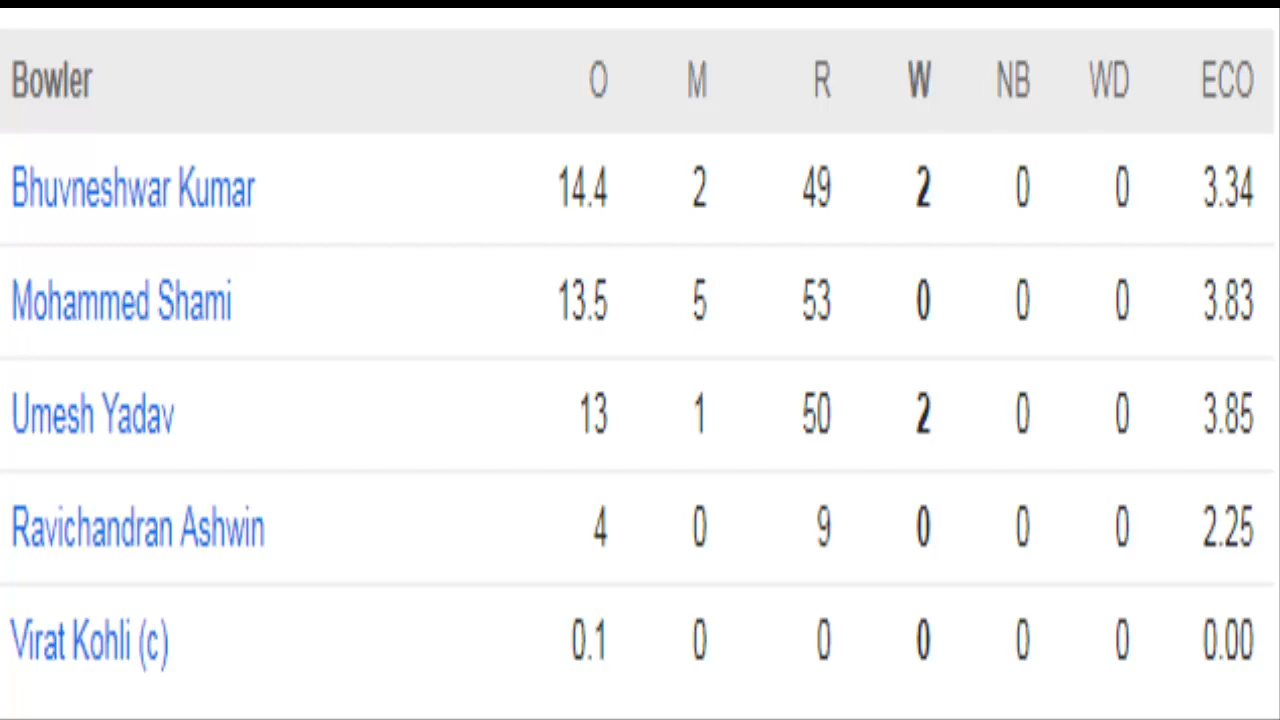 Bowler O M R W NB WD ECO
Bhuvneshwar Kumar 14.4 2 49 2 0 0 3.34
Mohammed Shami 13.5 5 53 0 0 0 3.83
Umesh Yadav 13 1 50 2 0 0 3.85
Ravichandran Ashwin 4 0 9 0 0 0 2.25
Virat Kohli (c) 0.1 0 0 0 0 0 0.00